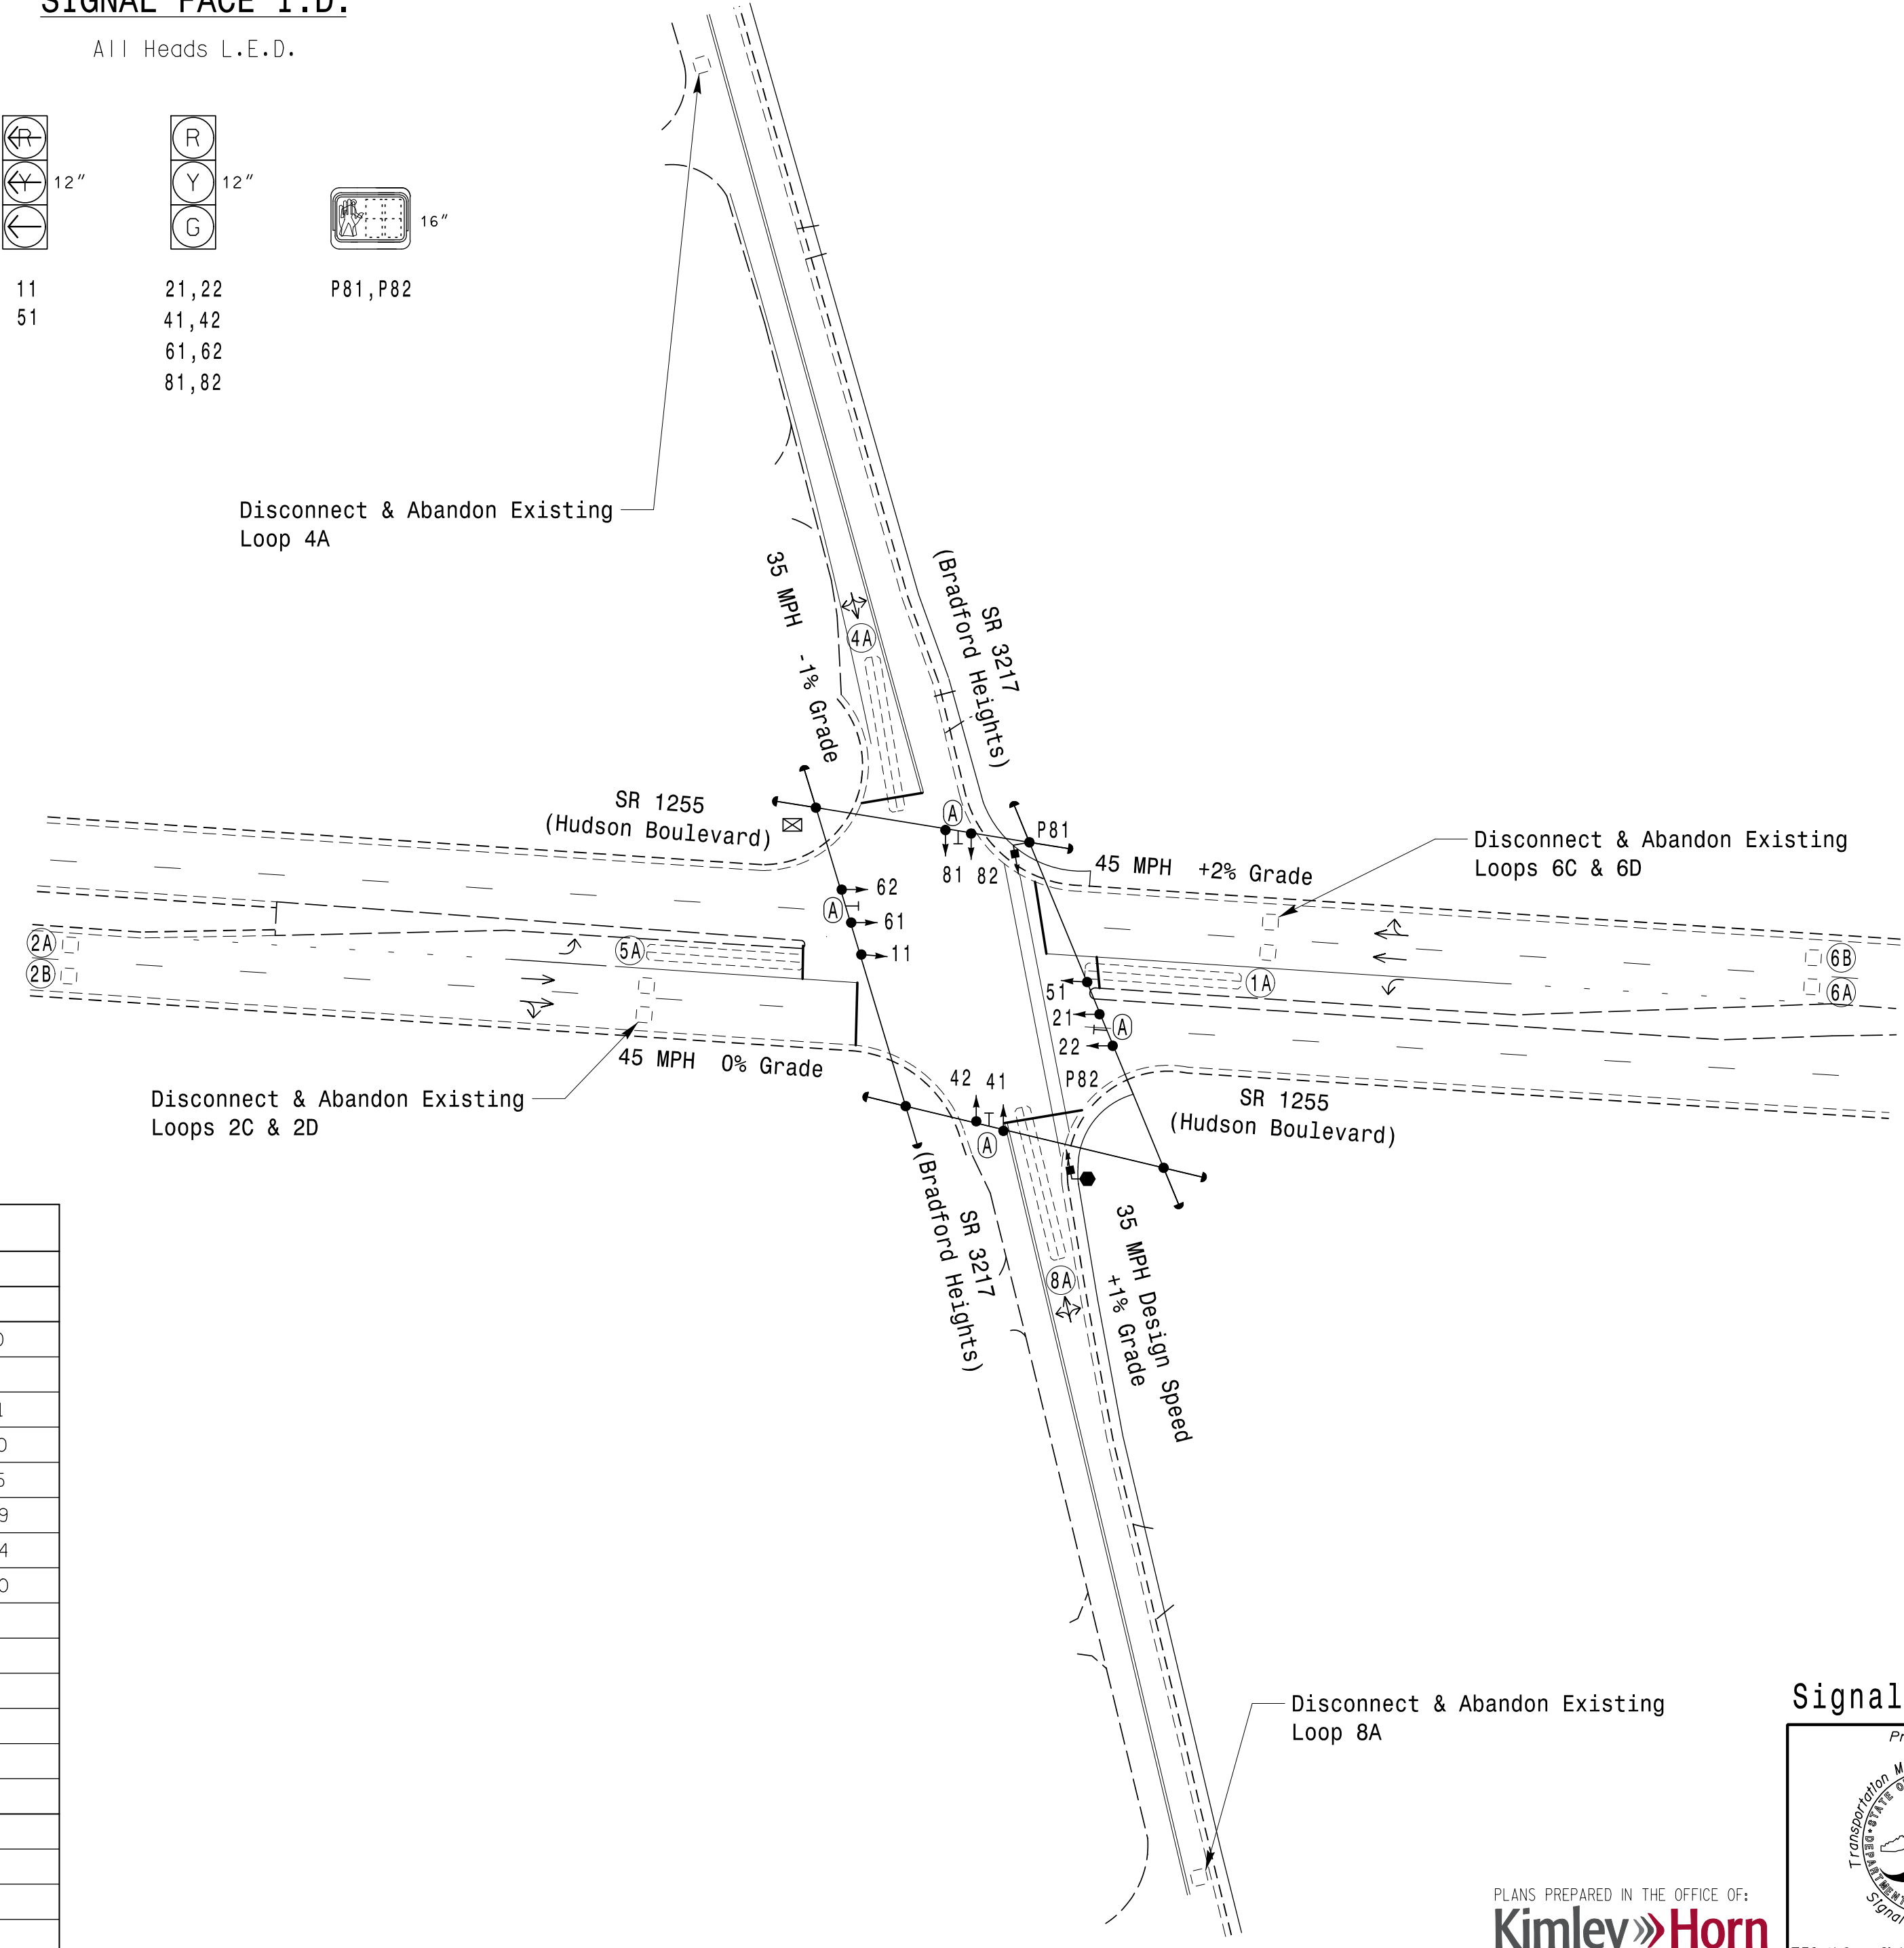 SIGNAL FACE I.D.
All Heads L.E.D.
R
Y
12"
R
Y
G
12"
16"
11
51
21,22
41,42
61,62
81,82
P81,P82
Disconnect & Abandon Existing
Loop 4A
35 MPH -1% Grade
4A
SR 3217
(Bradford Heights)
SR 1255
(Hudson Boulevard)
A
81 82
P81
45 MPH +2% Grade
Disconnect & Abandon Existing
Loops 6C & 6D
62
A
61
11
2A
2B
5A
1A
6B
6A
51
21
A
22
45 MPH 0% Grade
Disconnect & Abandon Existing
Loops 2C & 2D
42 41
A
P82
SR 1255
(Hudson Boulevard)
SR 3217
(Bradford Heights)
8A
35 MPH Design Speed
+1% Grade
Disconnect & Abandon Existing
Loop 8A
Signal
PLANS PREPARED IN THE OFFICE OF:
Kimley»Horn
Transportation
STATE
Signal